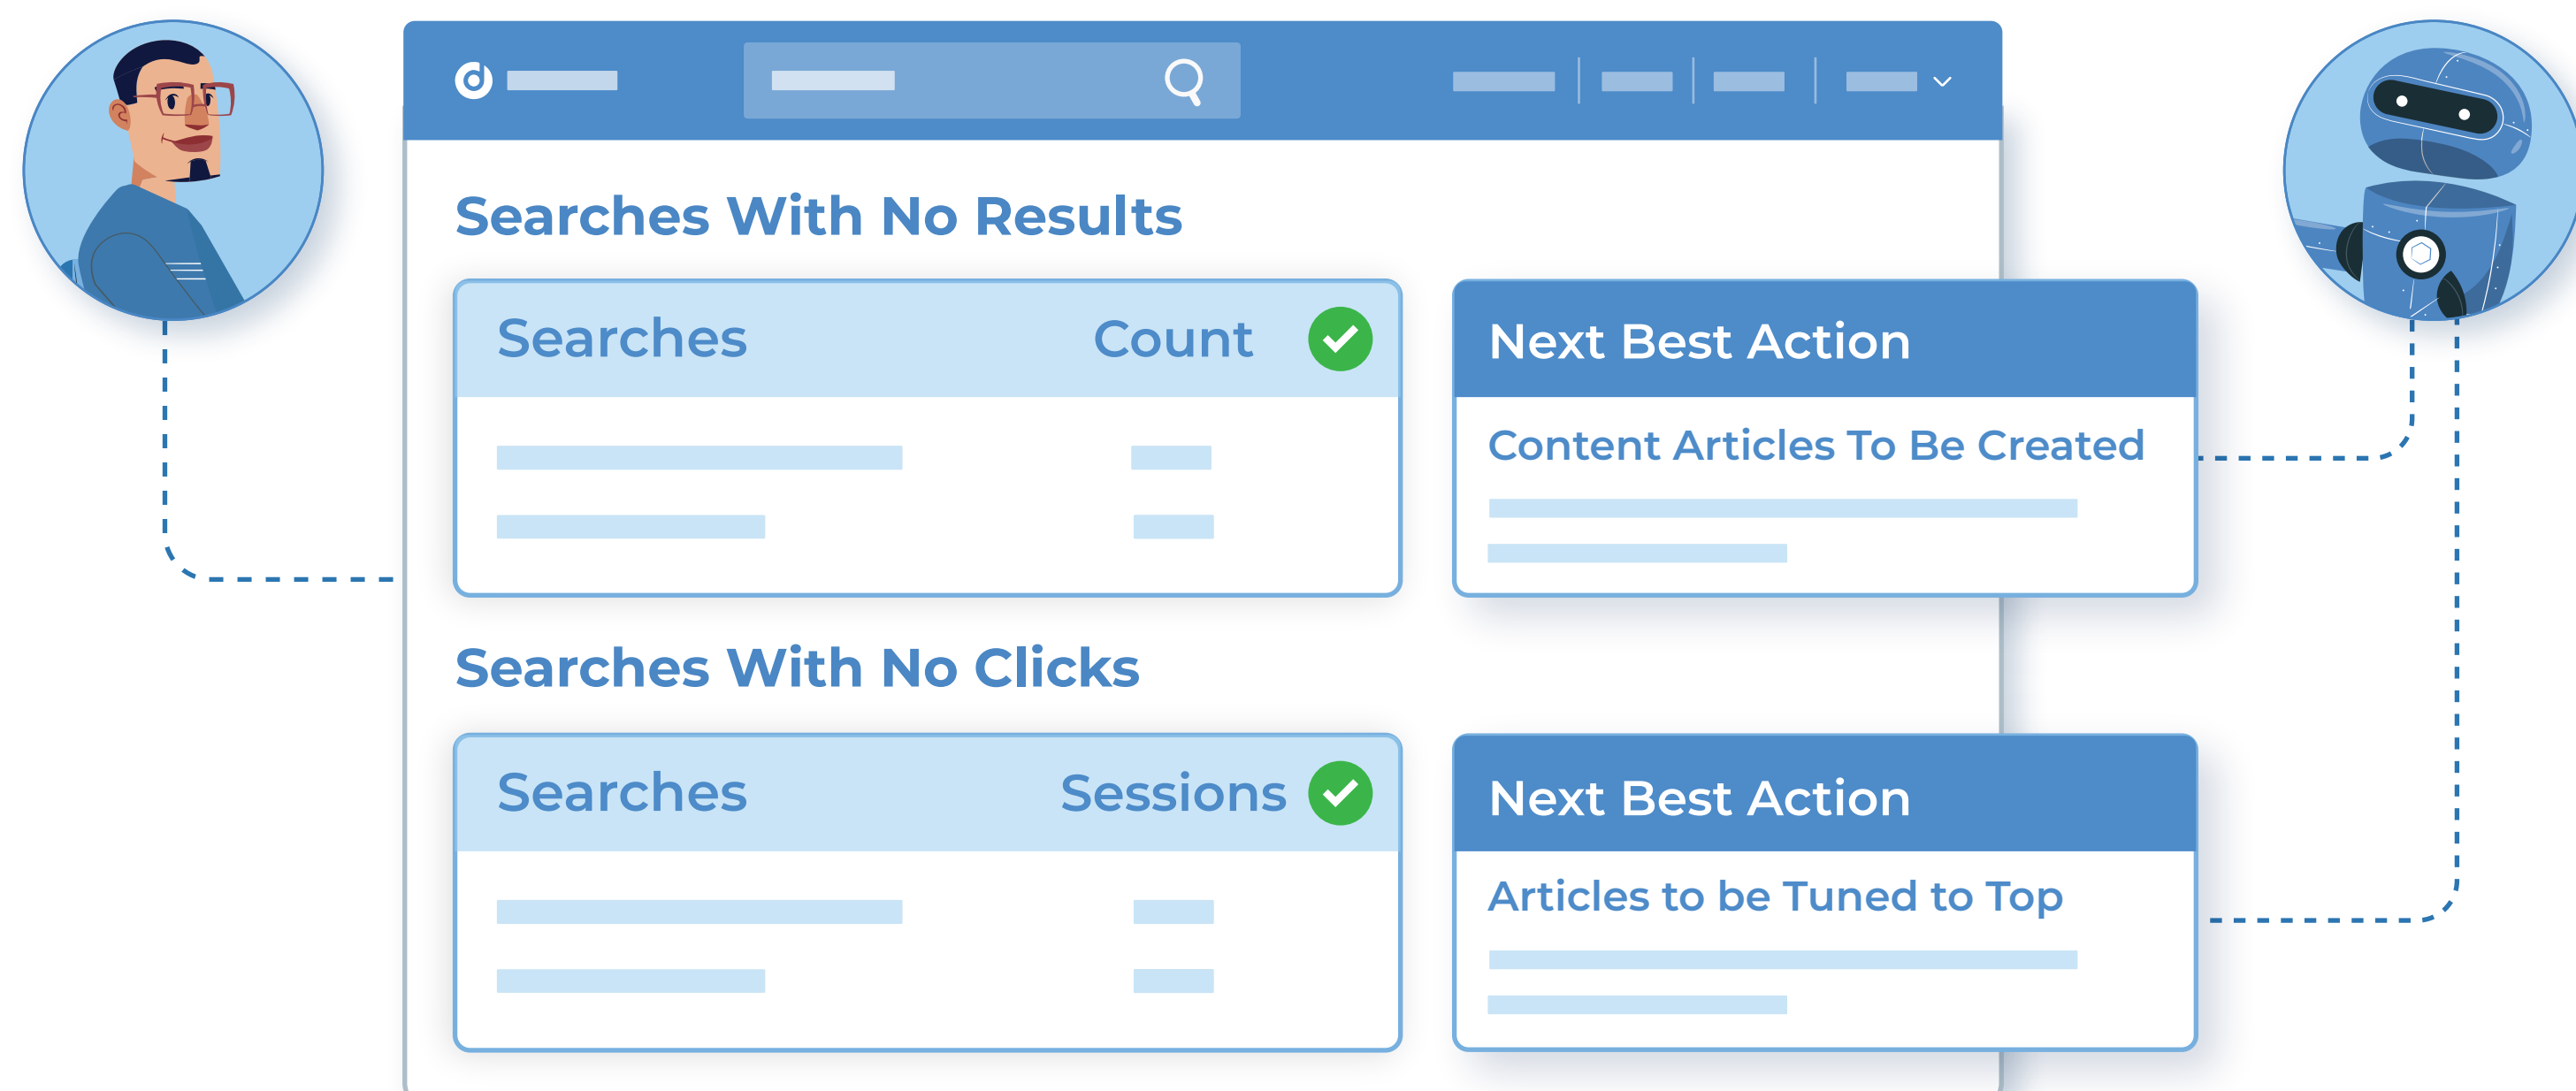 Searches With No Results
Searches Count
Next Best Action
Content Articles To Be Created
Searches With No Clicks
Searches Sessions
Next Best Action
Articles to be Tuned to Top